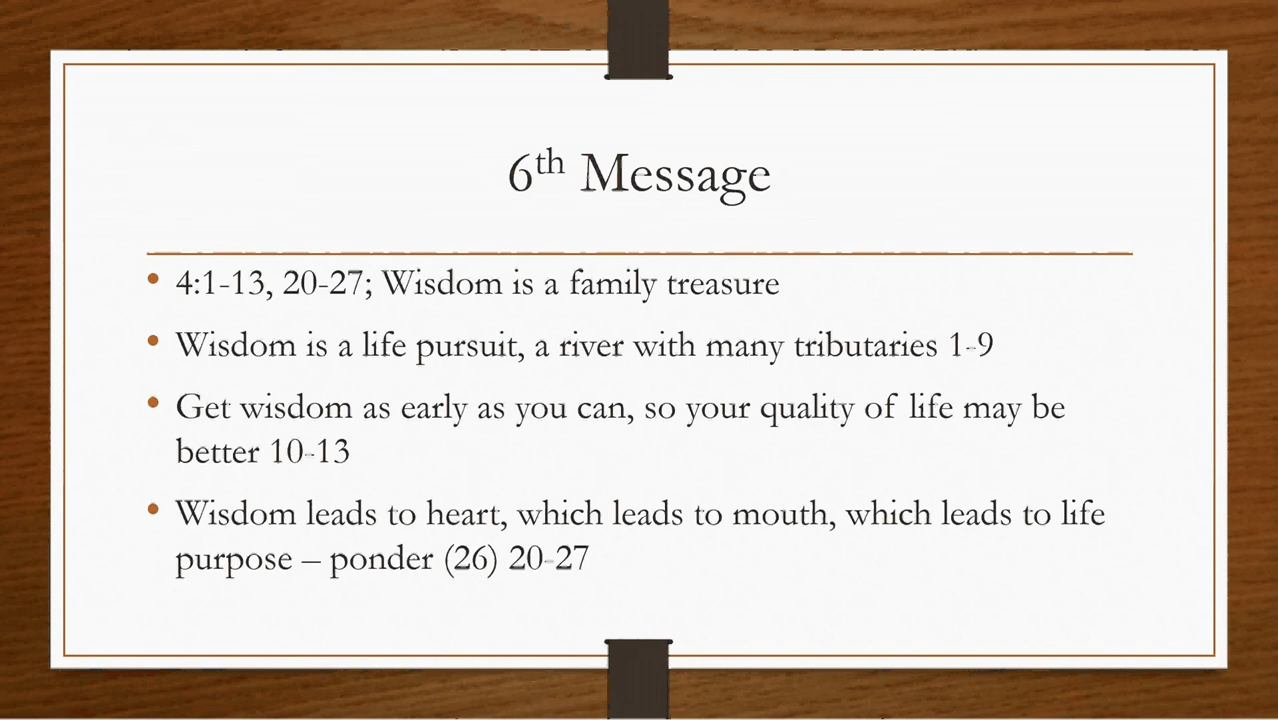 6th Message
• 4:1-13, 20-27; Wisdom is a family treasure
• Wisdom is a life pursuit, a river with many tributaries 1-9
• Get wisdom as early as you can, so your quality of life may be
better 10-13
• Wisdom leads to heart, which leads to mouth, which leads to life
purpose – ponder (26) 20-27